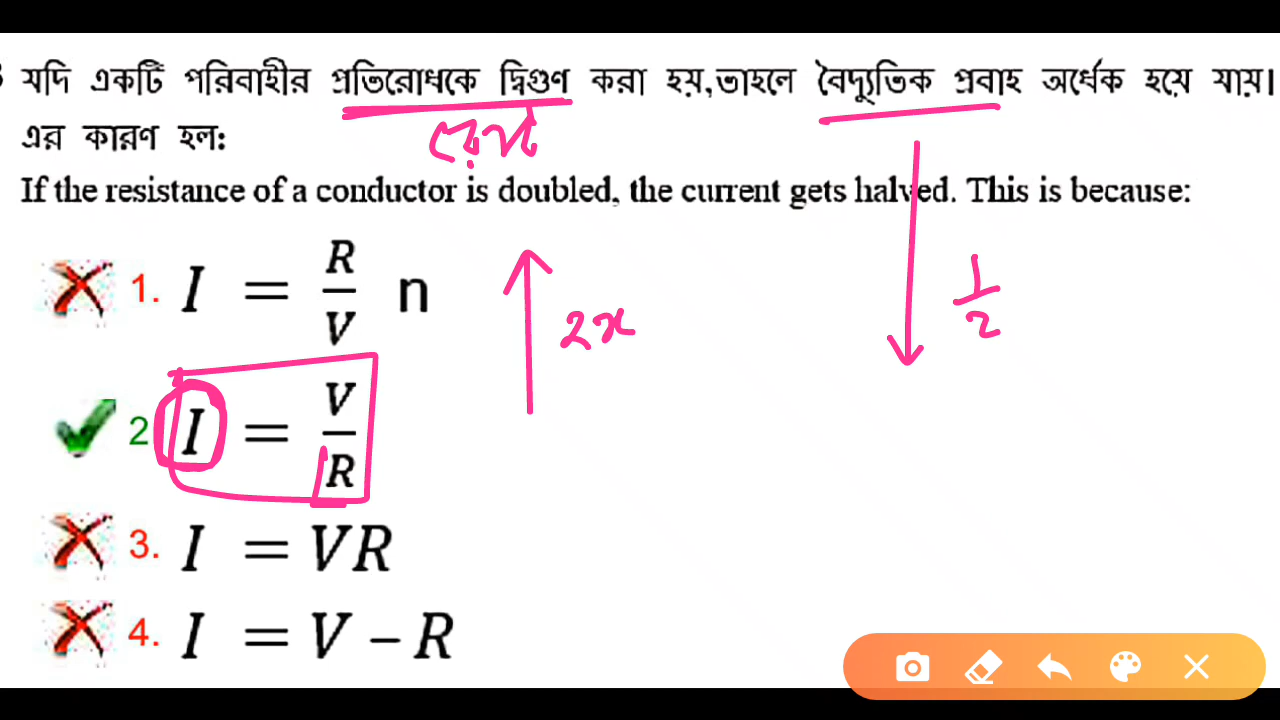 যদি একটি পরিবাহীর প্রতিরোধকে দ্বিগুণ করা হয়,তাহলে বৈদ্যুতিক প্রবাহ অর্ধেক হয়ে যায়।
এর কারণ হল:
If the resistance of a conductor is doubled, the current gets halved. This is because:
1. I = R/V n
2 I = V/R
3. I = VR
4. I = V – R
2x
1/2